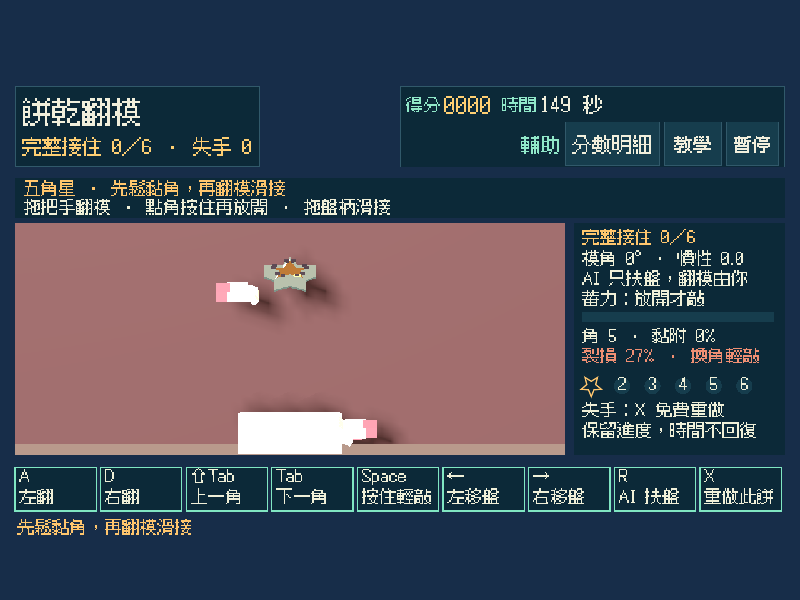 餅乾翻模
完整接住 0/6 · 失手 0
得分0000 時間149 秒
輔助 分數明細 教學 暫停
五角星 · 先鬆黏角，再翻模滑接
拖把手翻模 · 點角按住再放開 · 拖盤柄滑接
完整接住 0/6
模角 0° · 慣性 0.0
AI 只扶盤，翻模由你
蓄力：放開才敲
角 5 · 黏附 0%
裂損 27% · 換角輕敲
2 3 4 5 6
失手：X 免費重做
保留進度，時間不回復
A 左翻
D 右翻
⇧Tab 上一角
Tab 下一角
Space 按住輕敲
← 左移盤
→ 右移盤
R AI 扶盤
X 重做此餅
先鬆黏角，再翻模滑接